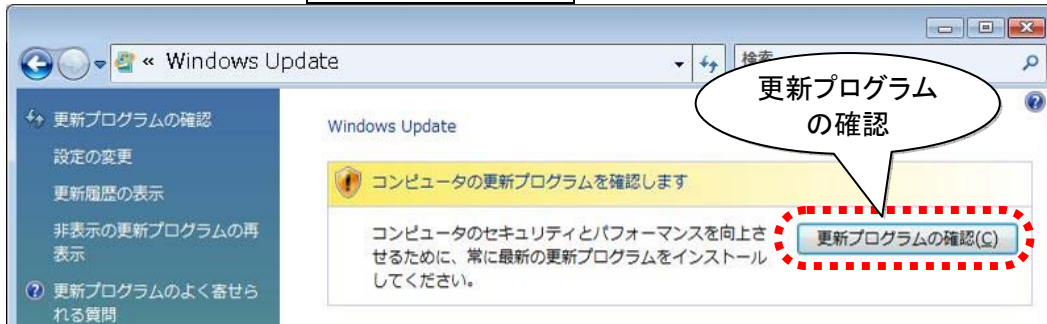 « Windows Update
検索
更新プログラム
の確認
更新プログラムの確認
設定の変更
更新履歴の表示
非表示の更新プログラムの再
表示
更新プログラムのよく寄せら
れる質問
Windows Update
コンピュータの更新プログラムを確認します
コンピュータのセキュリティとパフォーマンスを向上さ
せるために、常に最新の更新プログラムをインストール
してください。
更新プログラムの確認(C)